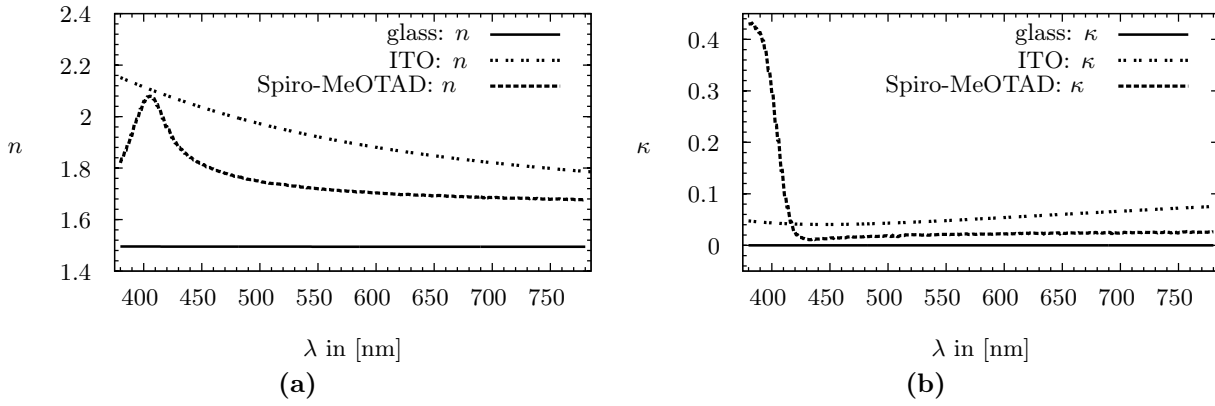 2.4
2.2
2
1.8
1.6
1.4
n
glass: n
ITO: n
Spiro-MeOTAD: n
400 450 500 550 600 650 700 750
λ in [nm]
(a)
0.4
0.3
0.2
0.1
0
κ
glass: κ
ITO: κ
Spiro-MeOTAD: κ
400 450 500 550 600 650 700 750
λ in [nm]
(b)